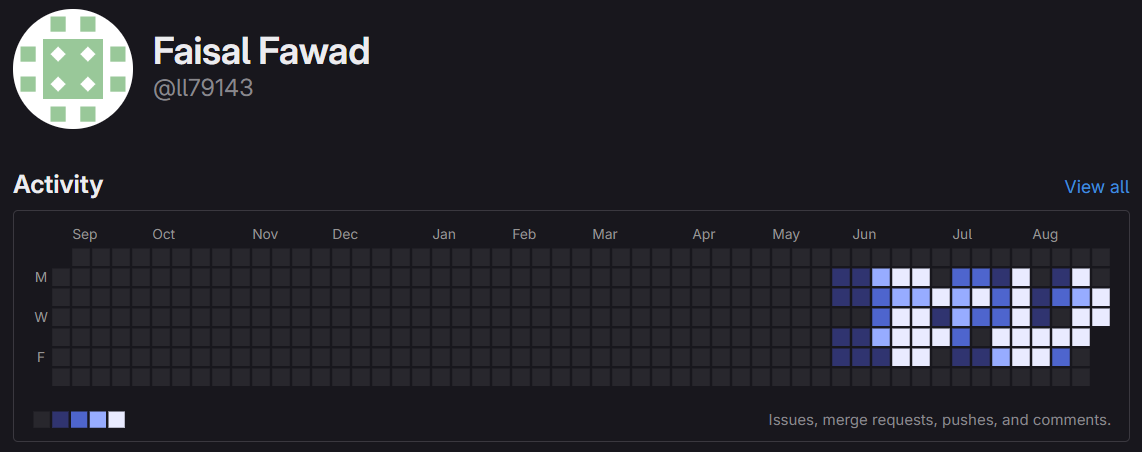 Faisal Fawad
@ll79143
Activity
View all
Sep Oct Nov Dec Jan Feb Mar Apr May Jun Jul Aug
M
W
F
Issues, merge requests, pushes, and comments.